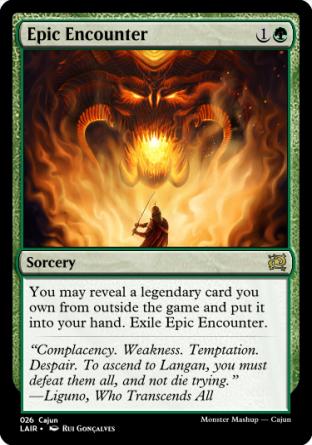 Epic Encounter 1
Sorcery
You may reveal a legendary card you
own from outside the game and put it
into your hand. Exile Epic Encounter.
“Complacency. Weakness. Temptation.
Despair. To ascend to Langan, you must
defeat them all, and not die trying.”
—Liguno, Who Transcends All
026 Cajun
Monster Mashup — Cajun
LAIR • Rui Gonçalves